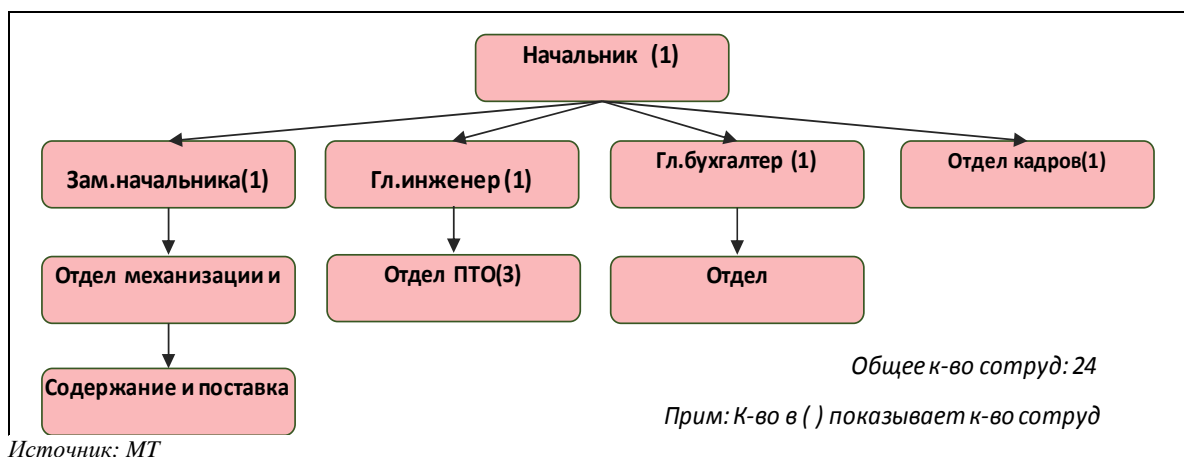 Начальник (1)
Зам.начальника(1)
Гл.инженер (1)
Гл.бухгалтер (1)
Отдел кадров(1)
Отдел механизации и
Отдел ПТО(3)
Отдел
Содержание и поставка
Общее к-во сотруд: 24
Прим: К-во в ( ) показывает к-во сотруд
Источник: МТ